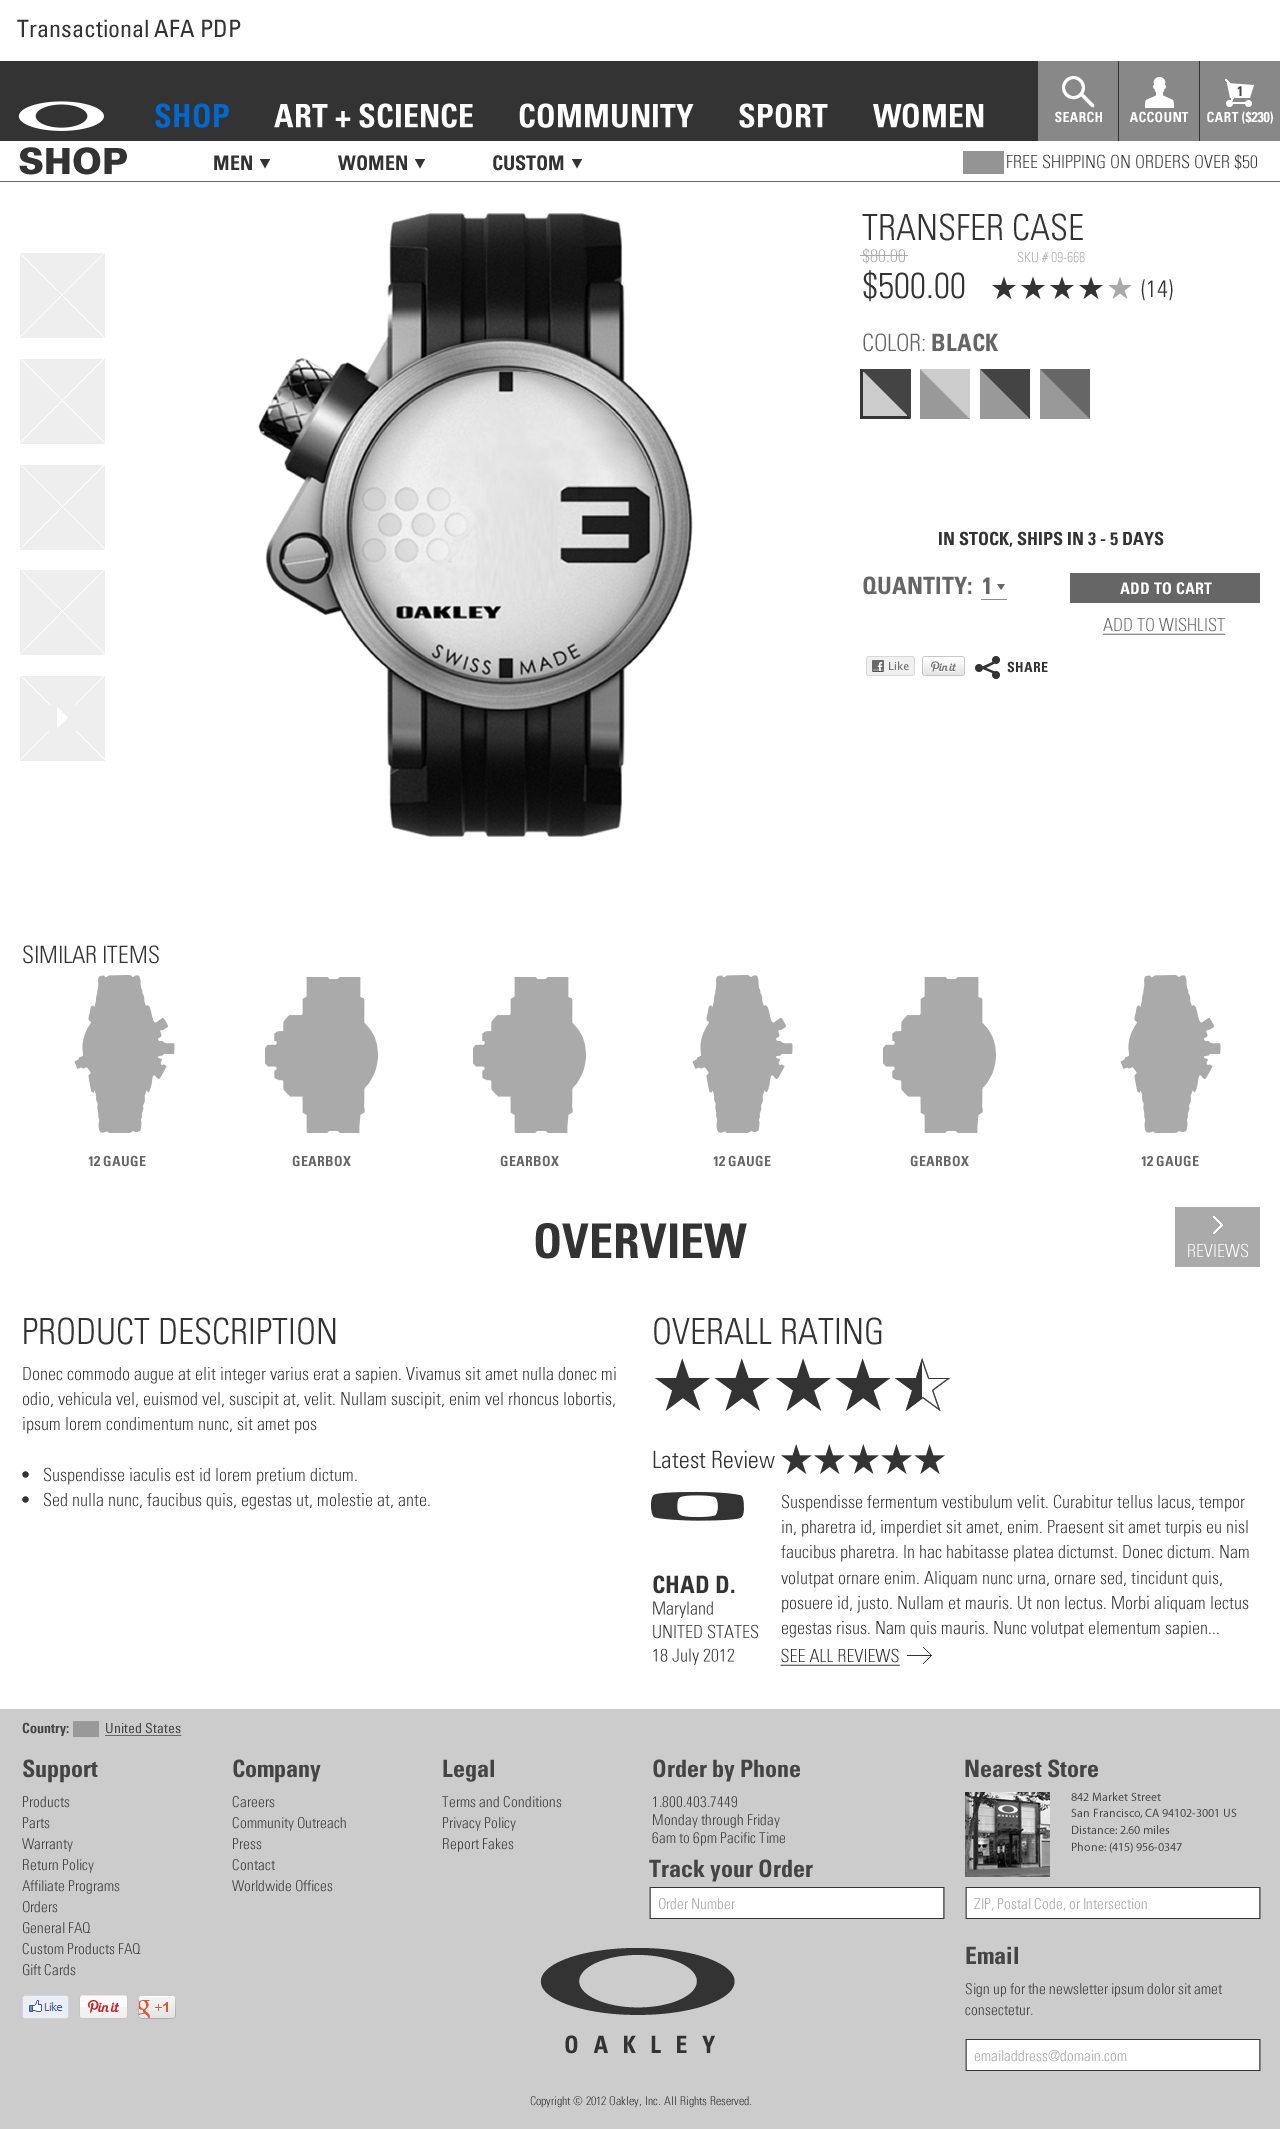 Transactional AFA PDP
SHOP ART + SCIENCE COMMUNITY SPORT WOMEN
SEARCH ACCOUNT 1 CART ($230)
SHOP MEN WOMEN CUSTOM FREE SHIPPING ON ORDERS OVER $50
TRANSFER CASE
$80.00 SKU # 09-668
$500.00 (14)
COLOR: BLACK
3
OAKLEY
SWISS MADE
IN STOCK, SHIPS IN 3 - 5 DAYS
QUANTITY: 1 ADD TO CART
ADD TO WISHLIST
Like Pin it SHARE
SIMILAR ITEMS
12 GAUGE GEARBOX GEARBOX 12 GAUGE GEARBOX 12 GAUGE
OVERVIEW
REVIEWS
PRODUCT DESCRIPTION
Donec commodo augue at elit integer varius erat a sapien. Vivamus sit amet nulla donec mi
odio, vehicula vel, euismod vel, suscipit at, velit. Nullam suscipit, enim vel rhoncus lobortis,
ipsum lorem condimentum nunc, sit amet pos
• Suspendisse iaculis est id lorem pretium dictum.
• Sed nulla nunc, faucibus quis, egestas ut, molestie at, ante.
OVERALL RATING
Latest Review
CHAD D.
Maryland
UNITED STATES
18 July 2012
Suspendisse fermentum vestibulum velit. Curabitur tellus lacus, tempor
in, pharetra id, imperdiet sit amet, enim. Praesent sit amet turpis eu nisl
faucibus pharetra. In hac habitasse platea dictumst. Donec dictum. Nam
volutpat ornare enim. Aliquam nunc urna, ornare sed, tincidunt quis,
posuere id, justo. Nullam et mauris. Ut non lectus. Morbi aliquam lectus
egestas risus. Nam quis mauris. Nunc volutpat elementum sapien...
SEE ALL REVIEWS
Country: United States
Support
Products
Parts
Warranty
Return Policy
Affiliate Programs
Orders
General FAQ
Custom Products FAQ
Gift Cards
Like Pin it g +1
Company
Careers
Community Outreach
Press
Contact
Worldwide Offices
Legal
Terms and Conditions
Privacy Policy
Report Fakes
Order by Phone
1.800.403.7449
Monday through Friday
6am to 6pm Pacific Time
Track your Order
Order Number
Nearest Store
842 Market Street
San Francisco, CA 94102-3001 US
Distance: 2.60 miles
Phone: (415) 956-0347
ZIP, Postal Code, or Intersection
Email
Sign up for the newsletter ipsum dolor sit amet
consectetur.
emailaddress@domain.com
OAKLEY
Copyright © 2012 Oakley, Inc. All Rights Reserved.